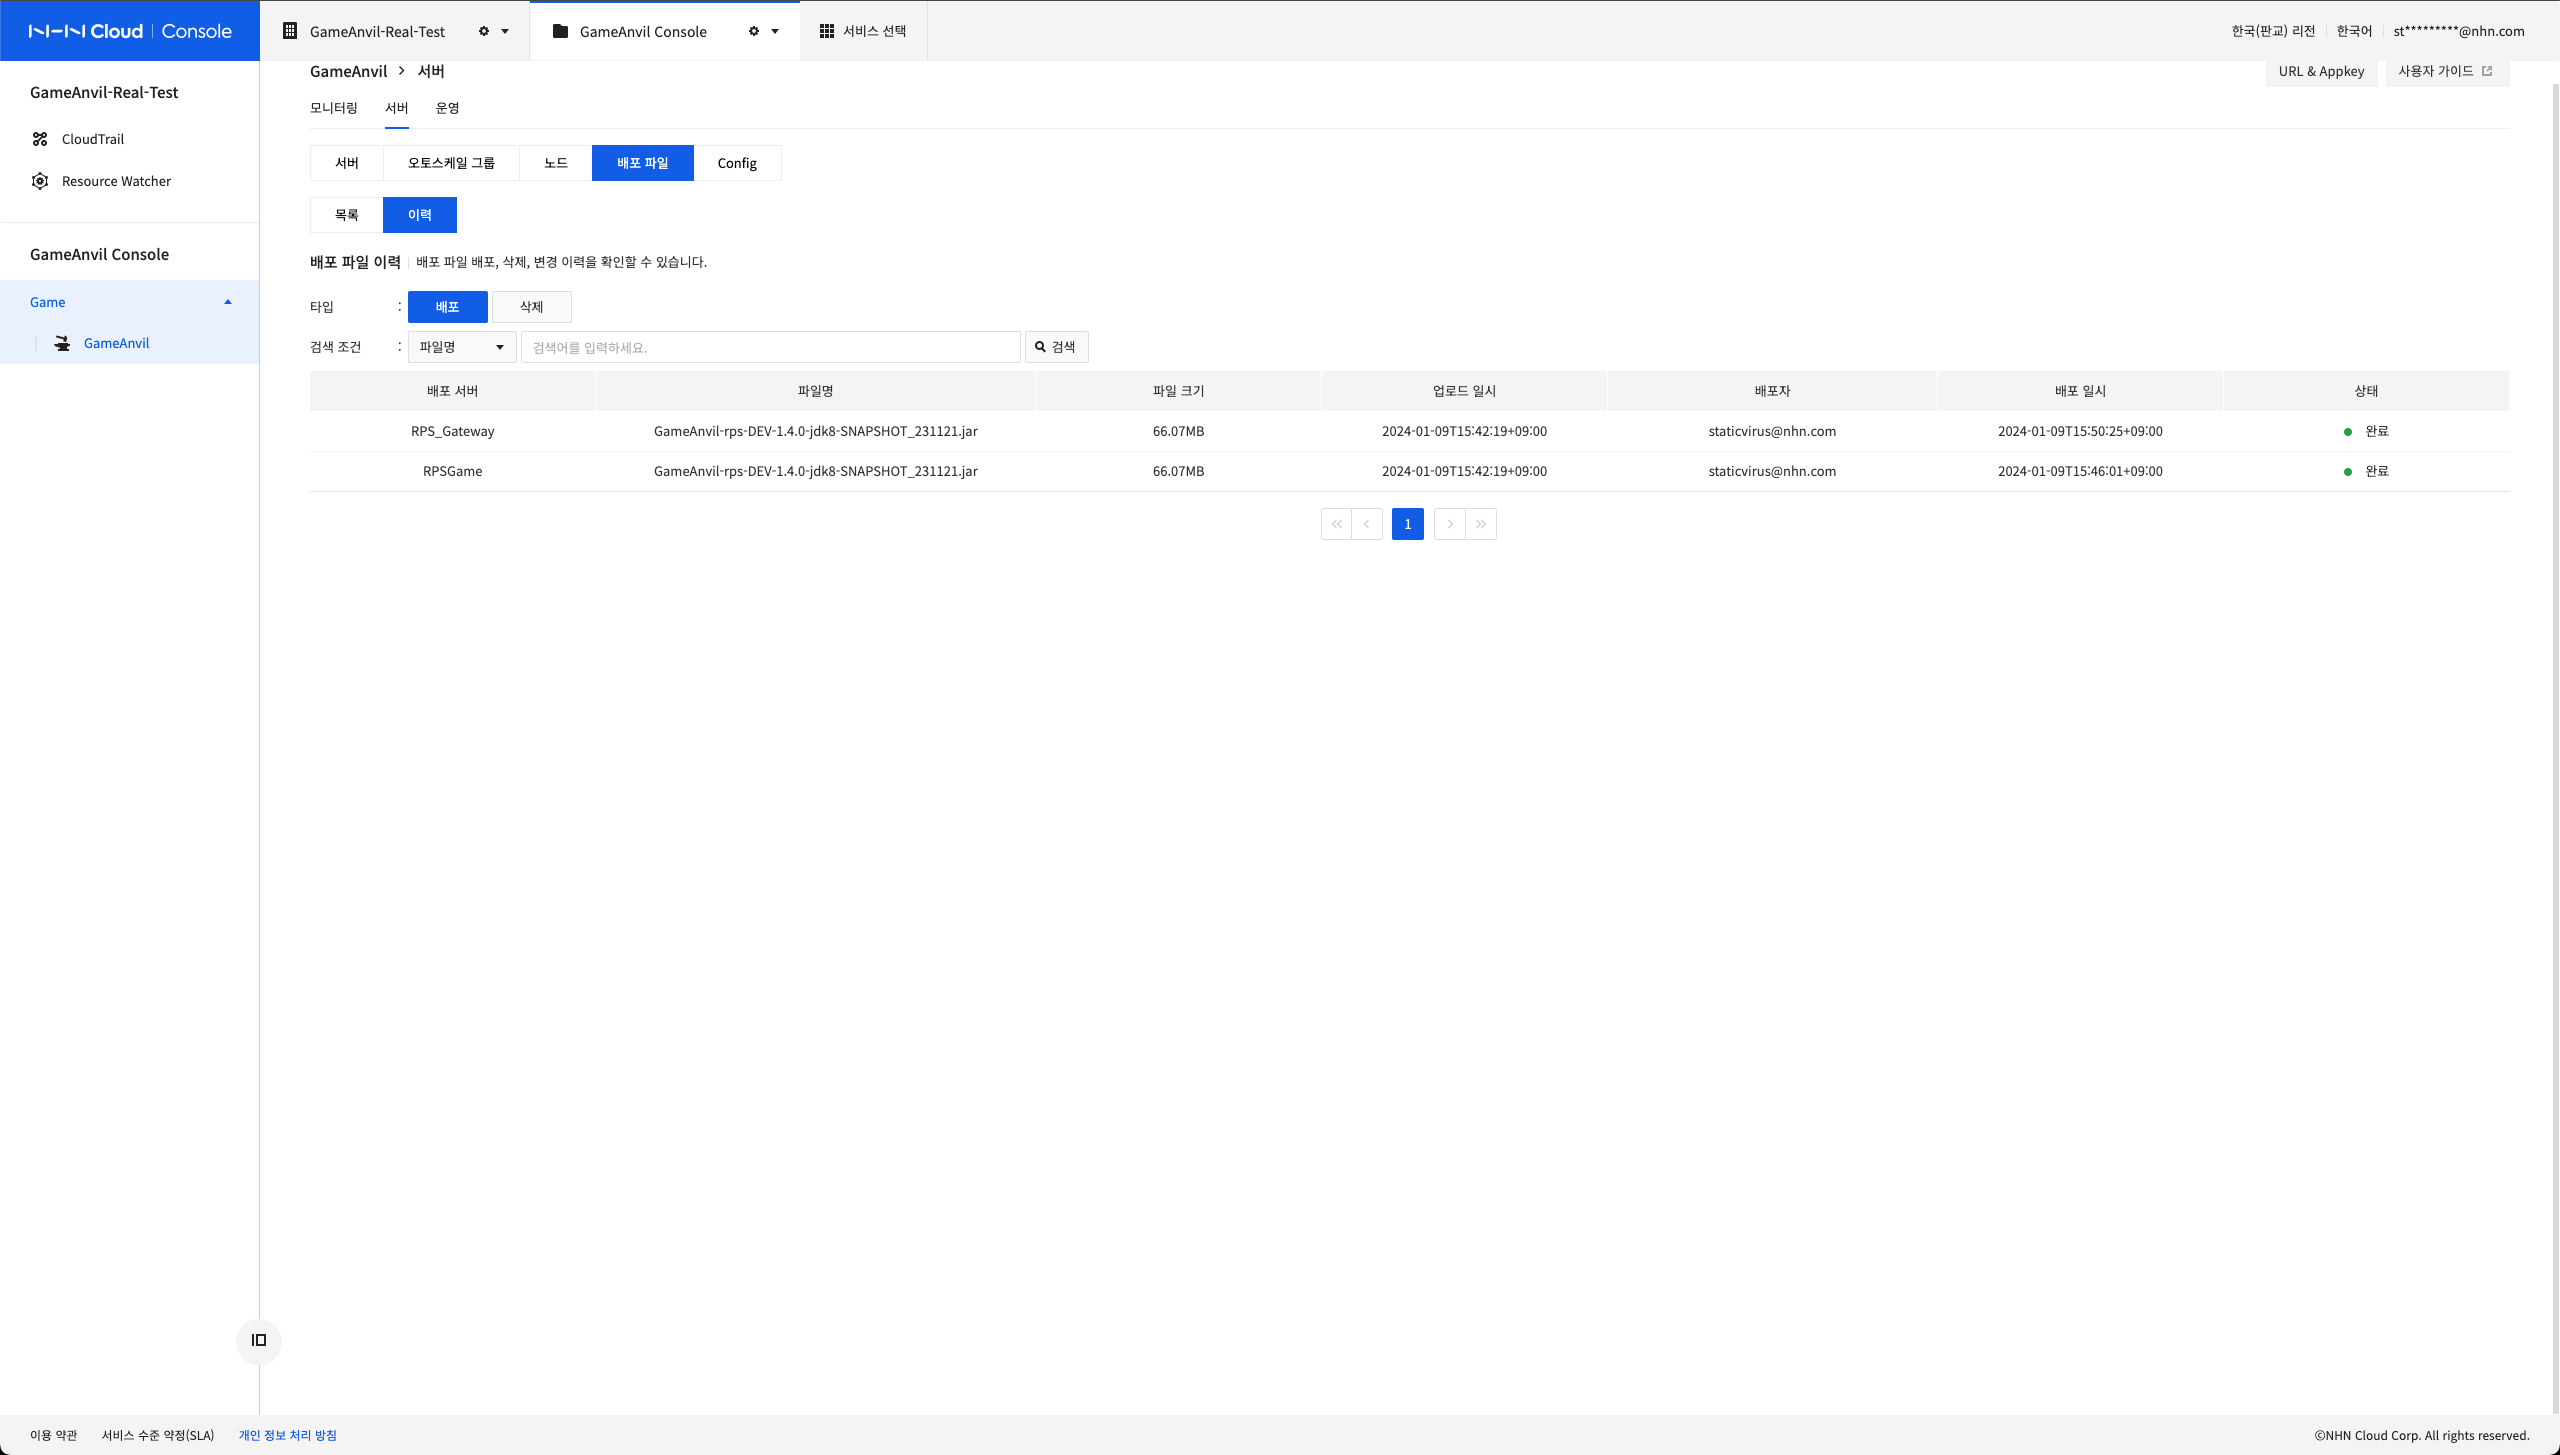 NHN Cloud Console
GameAnvil-Real-Test
GameAnvil Console
서비스 선택
한국(판교) 리전
한국어
st*********@nhn.com
GameAnvil-Real-Test
CloudTrail
Resource Watcher
GameAnvil Console
Game
GameAnvil
GameAnvil > 서버
URL & Appkey
사용자 가이드
모니터링 서버 운영
서버 오토스케일 그룹 노드 배포 파일 Config
목록 이력
배포 파일 이력 배포 파일 배포, 삭제, 변경 이력을 확인할 수 있습니다.
타입 : 배포 삭제
검색 조건 : 파일명 검색어를 입력하세요. 검색
배포 서버 파일명 파일 크기 업로드 일시 배포자 배포 일시 상태
RPS_Gateway GameAnvil-rps-DEV-1.4.0-jdk8-SNAPSHOT_231121.jar 66.07MB 2024-01-09T15:42:19+09:00 staticvirus@nhn.com 2024-01-09T15:50:25+09:00 완료
RPSGame GameAnvil-rps-DEV-1.4.0-jdk8-SNAPSHOT_231121.jar 66.07MB 2024-01-09T15:42:19+09:00 staticvirus@nhn.com 2024-01-09T15:46:01+09:00 완료
1
이용 약관 서비스 수준 약정(SLA) 개인 정보 처리 방침
©NHN Cloud Corp. All rights reserved.